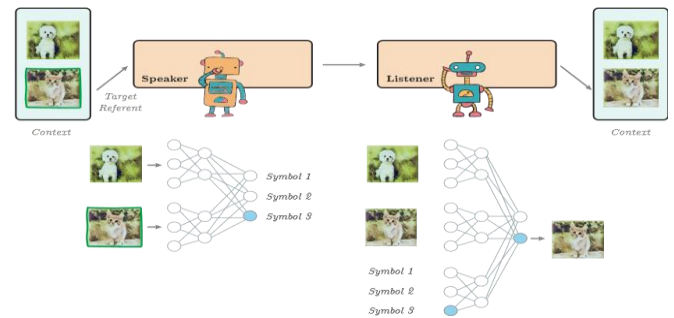 Speaker
Listener
Target
Referent
Context
Context
Symbol 1
Symbol 2
Symbol 3
Symbol 1
Symbol 2
Symbol 3